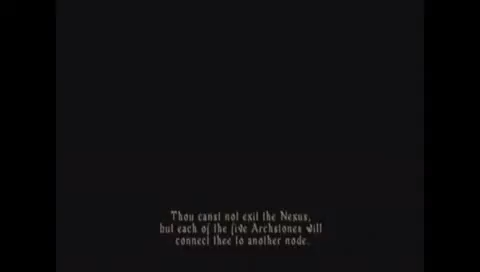 Thou canst not exit the Nexus,
but each of the five Archstones will
connect thee to another node.